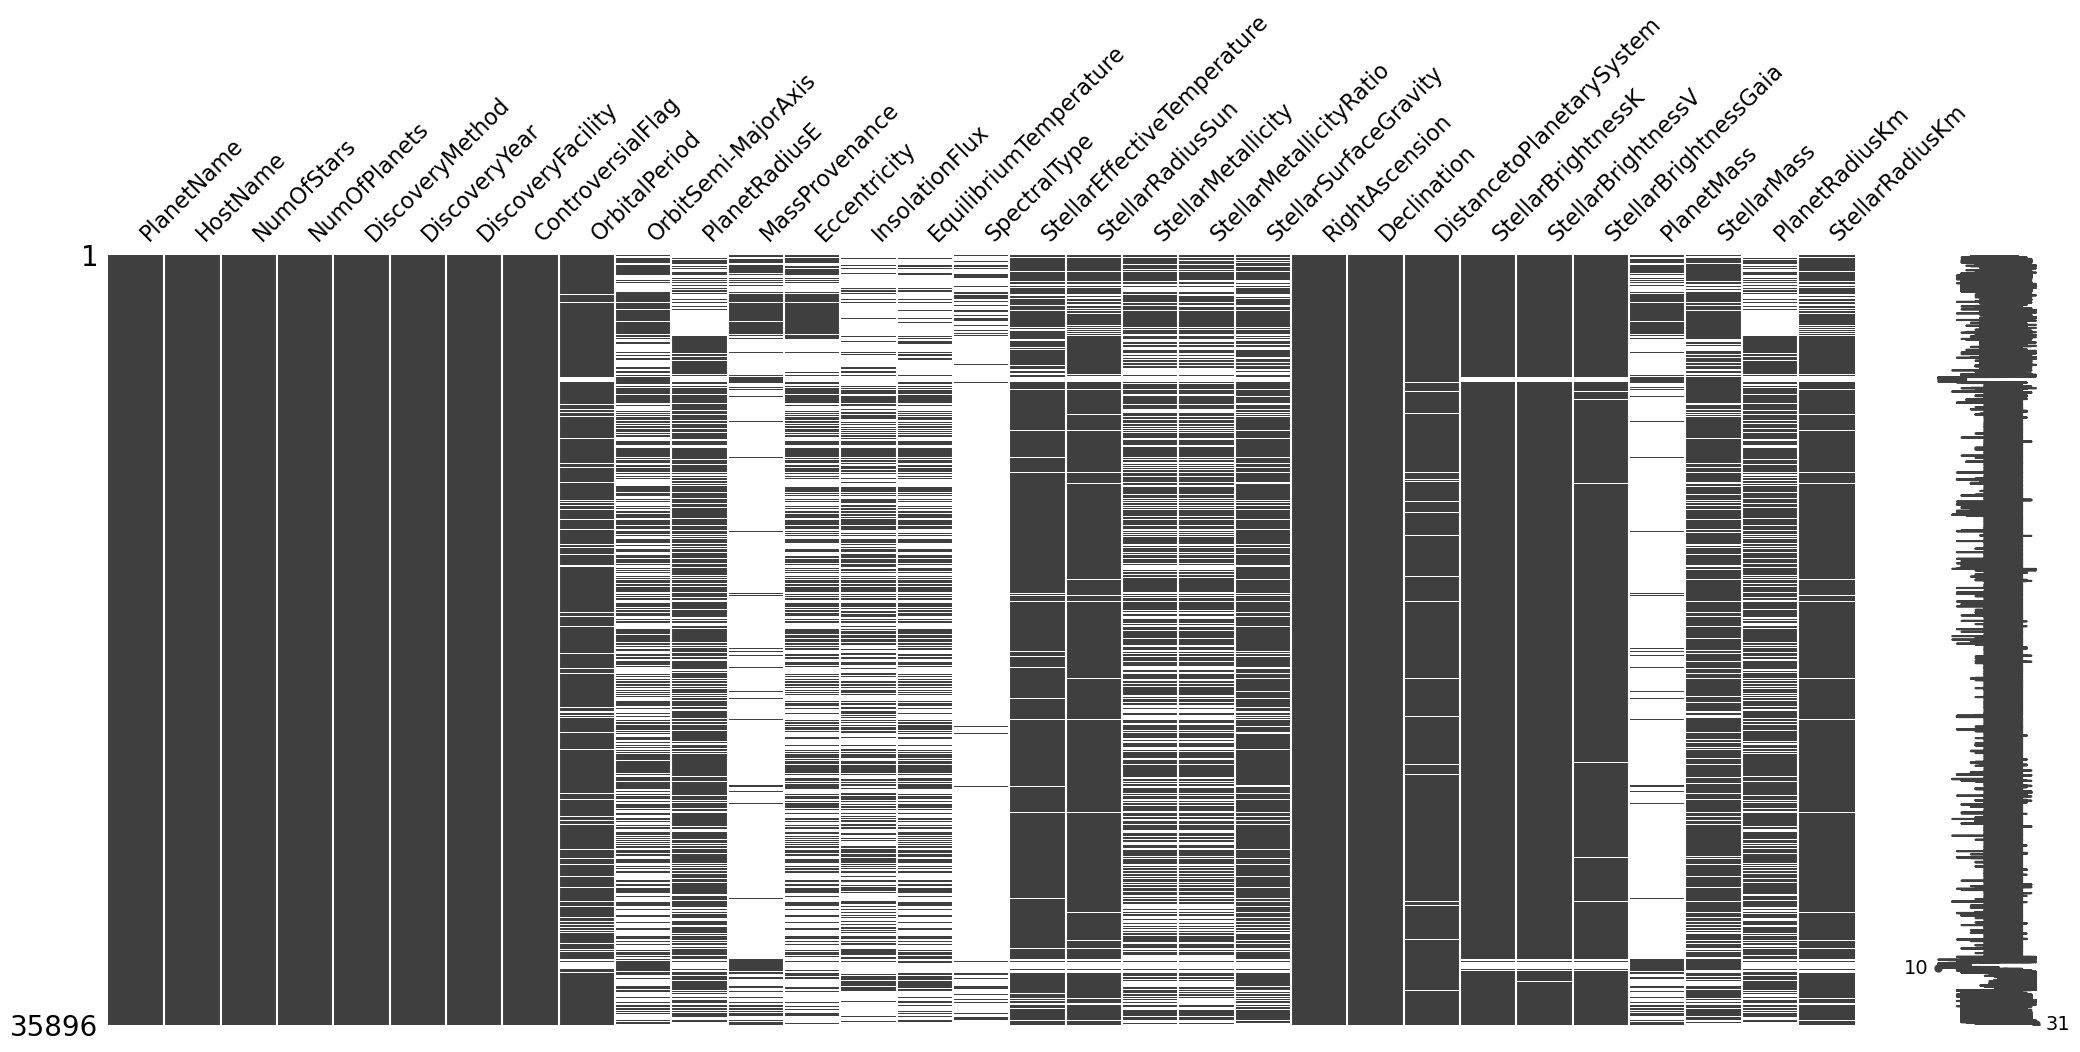 PlanetName
HostName
NumOfStars
NumOfPlanets
DiscoveryMethod
DiscoveryYear
DiscoveryFacility
ControversialFlag
OrbitalPeriod
OrbitSemi-MajorAxis
PlanetRadiusE
MassProvenance
Eccentricity
InsolationFlux
EquilibriumTemperature
SpectralType
StellarEffectiveTemperature
StellarRadiusSun
StellarMetallicity
StellarMetallicityRatio
StellarSurfaceGravity
RightAscension
Declination
DistancetoPlanetarySystem
StellarBrightnessK
StellarBrightnessV
StellarBrightnessGaia
PlanetMass
StellarMass
PlanetRadiusKm
StellarRadiusKm
1
10
35896
31